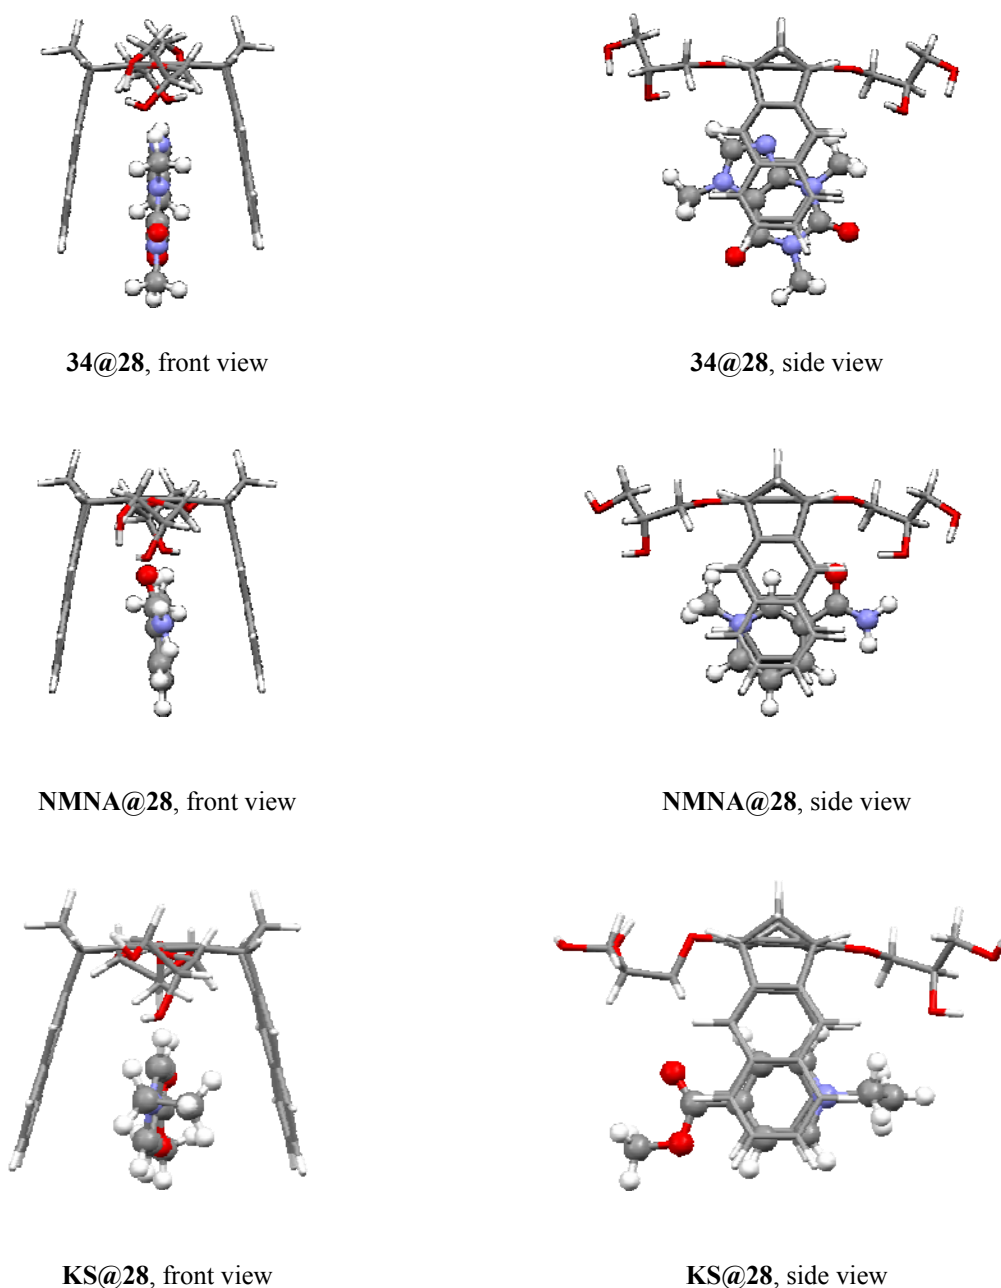 34@28, front view
34@28, side view
NMNA@28, front view
NMNA@28, side view
KS@28, front view
KS@28, side view